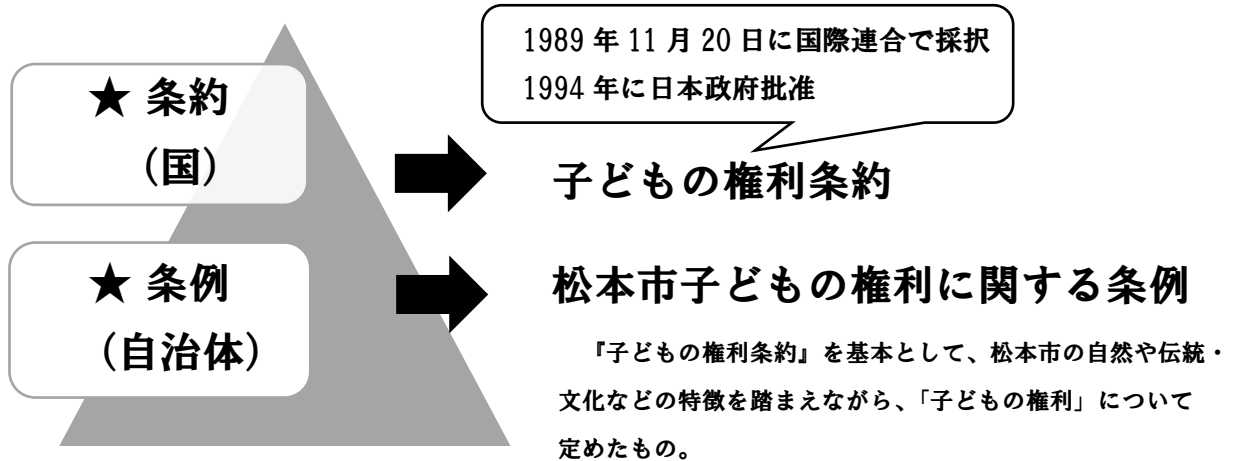 1989 年 11 月 20 日に国際連合で採択
1994 年に日本政府批准
★ 条約
(国)
子どもの権利条約
★ 条例
(自治体)
松本市子どもの権利に関する条例
『子どもの権利条約』を基本として、松本市の自然や伝統・
文化などの特徴を踏まえながら、「子どもの権利」について
定めたもの。